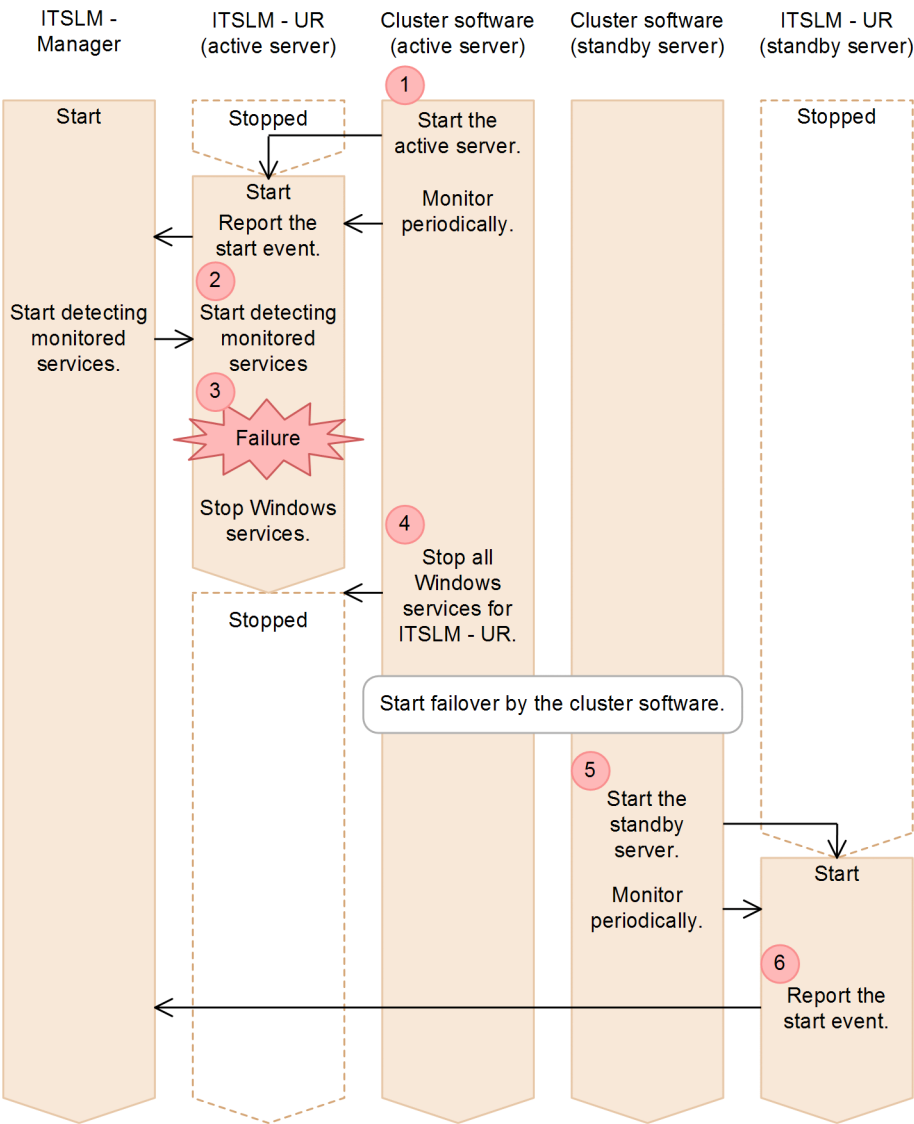 ITSLM -
Manager
ITSLM - UR
(active server)
Cluster software
(active server)
Cluster software
(standby server)
ITSLM - UR
(standby server)
1
Start
Stopped
Start the
active server.
Stopped
Start
Report the
start event.
Monitor
periodically.
2
Start detecting
monitored
services.
Start detecting
monitored
services
3
Failure
Stop Windows
services.
4
Stop all
Windows
services for
ITSLM - UR.
Stopped
Start failover by the cluster software.
5
Start the
standby
server.
Start
Monitor
periodically.
6
Report the
start event.